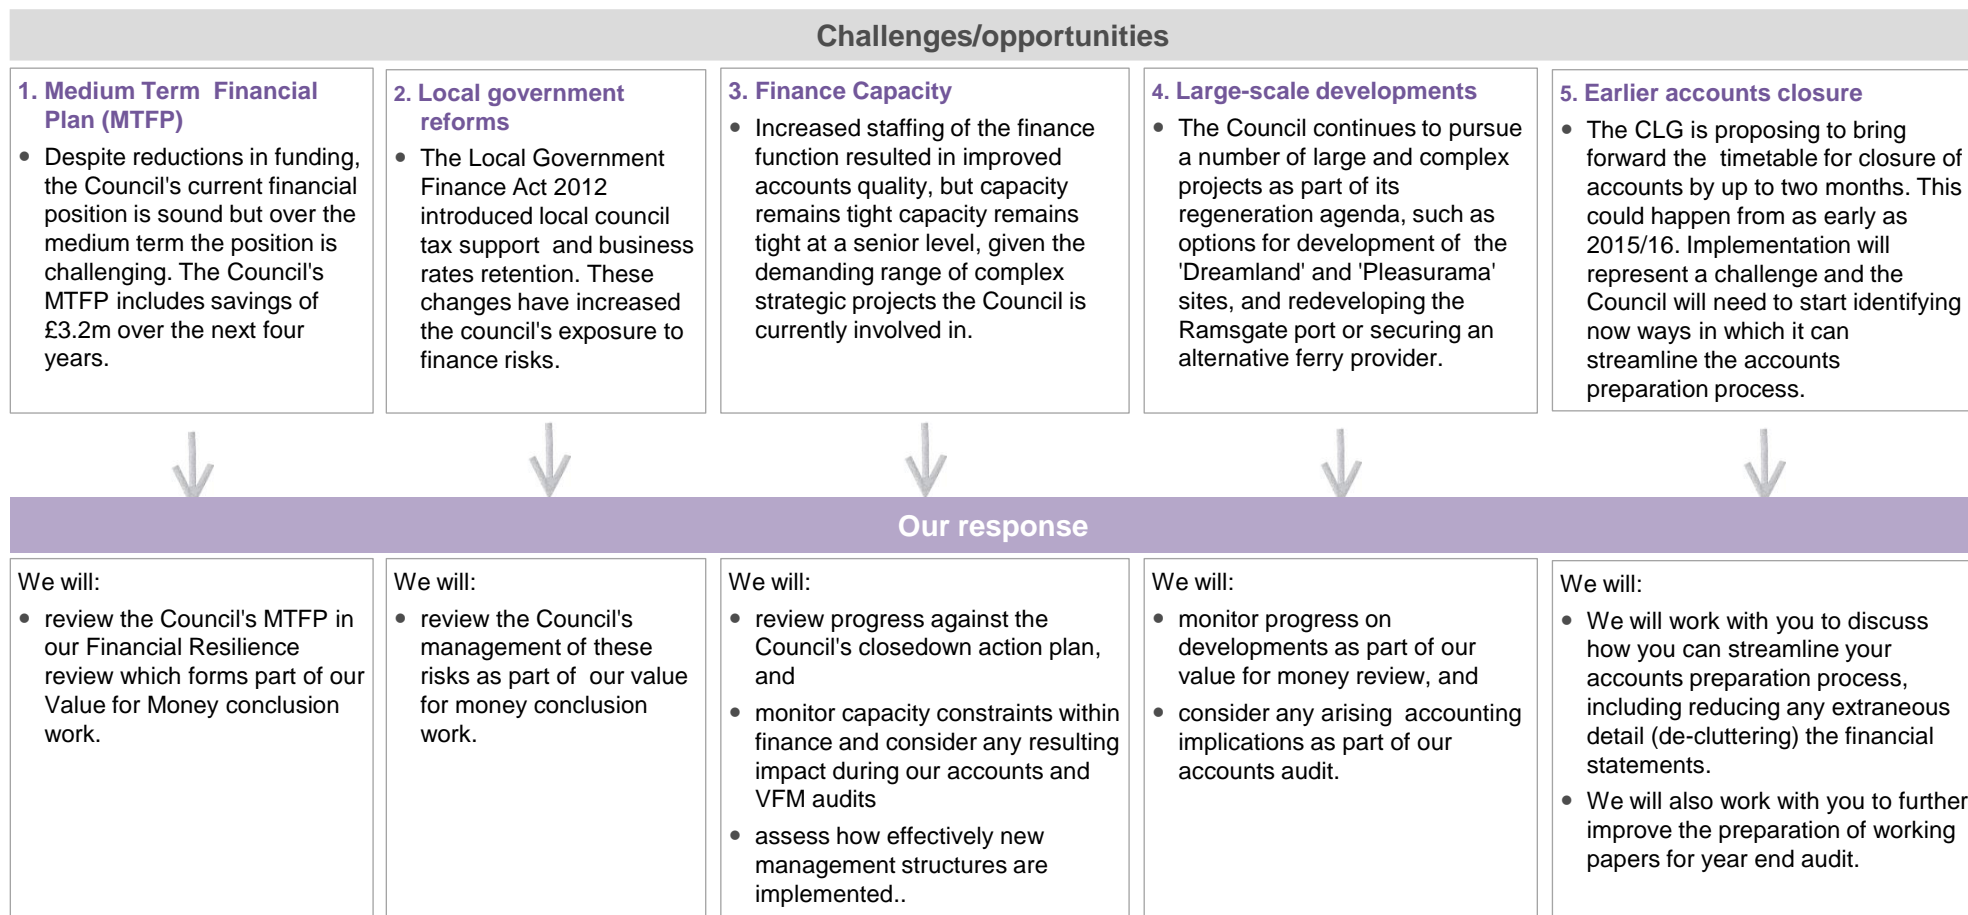 Challenges/opportunities
1. Medium Term Financial
Plan (MTFP)
• Despite reductions in funding,
the Council's current financial
position is sound but over the
medium term the position is
challenging. The Council's
MTFP includes savings of
£3.2m over the next four
years.
2. Local government
reforms
• The Local Government
Finance Act 2012
introduced local council
tax support and business
rates retention. These
changes have increased
the council's exposure to
finance risks.
3. Finance Capacity
• Increased staffing of the finance
function resulted in improved
accounts quality, but capacity
remains tight capacity remains
tight at a senior level, given the
demanding range of complex
strategic projects the Council is
currently involved in.
4. Large-scale developments
• The Council continues to pursue
a number of large and complex
projects as part of its
regeneration agenda, such as
options for development of the
'Dreamland' and 'Pleasurama'
sites, and redeveloping the
Ramsgate port or securing an
alternative ferry provider.
5. Earlier accounts closure
• The CLG is proposing to bring
forward the timetable for closure of
accounts by up to two months. This
could happen from as early as
2015/16. Implementation will
represent a challenge and the
Council will need to start identifying
now ways in which it can
streamline the accounts
preparation process.
Our response
We will:
• review the Council's MTFP in
our Financial Resilience
review which forms part of our
Value for Money conclusion
work.
We will:
• review the Council's
management of these
risks as part of our value
for money conclusion
work.
We will:
• review progress against the
Council's closedown action plan,
and
• monitor capacity constraints within
finance and consider any resulting
impact during our accounts and
VFM audits
• assess how effectively new
management structures are
implemented..
We will:
• monitor progress on
developments as part of our
value for money review, and
• consider any arising accounting
implications as part of our
accounts audit.
We will:
• We will work with you to discuss
how you can streamline your
accounts preparation process,
including reducing any extraneous
detail (de-cluttering) the financial
statements.
• We will also work with you to further
improve the preparation of working
papers for year end audit.